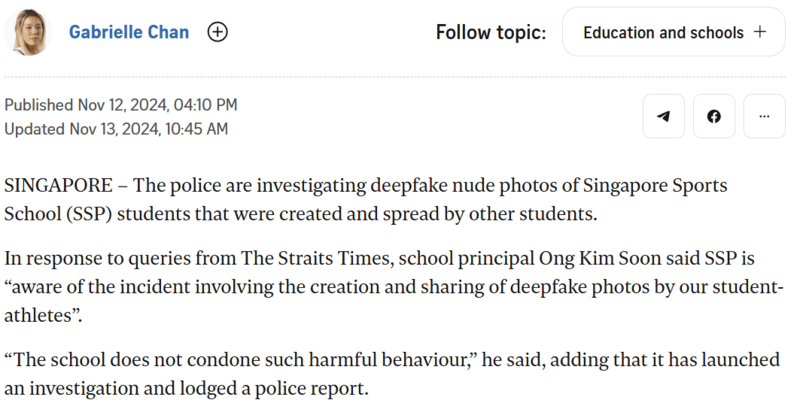 Gabrielle Chan
Follow topic:
Education and schools
Published Nov 12, 2024, 04:10 PM
Updated Nov 13, 2024, 10:45 AM
SINGAPORE – The police are investigating deepfake nude photos of Singapore Sports
School (SSP) students that were created and spread by other students.
In response to queries from The Straits Times, school principal Ong Kim Soon said SSP is
“aware of the incident involving the creation and sharing of deepfake photos by our student-
athletes”.
“The school does not condone such harmful behaviour,” he said, adding that it has launched
an investigation and lodged a police report.